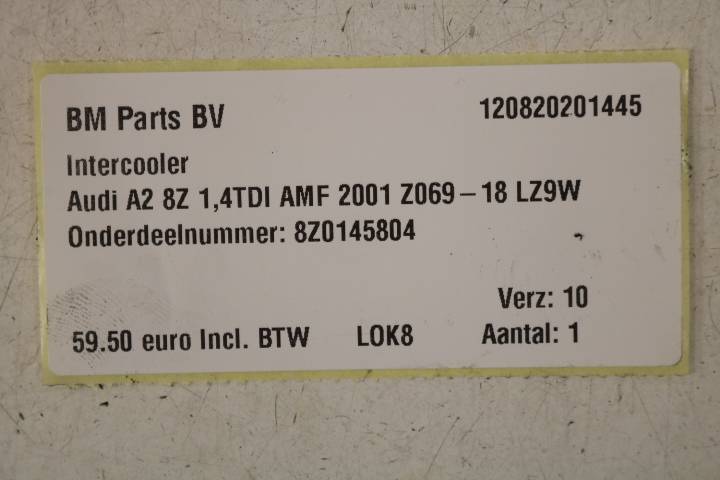 BM Parts BV 120820201445
Intercooler
Audi A2 8Z 1,4TDI AMF 2001 Z069-18 LZ9W
Onderdeelnummer: 8Z0145804
Verz: 10
59.50 euro Incl. BTW LOK8 Aantal: 1